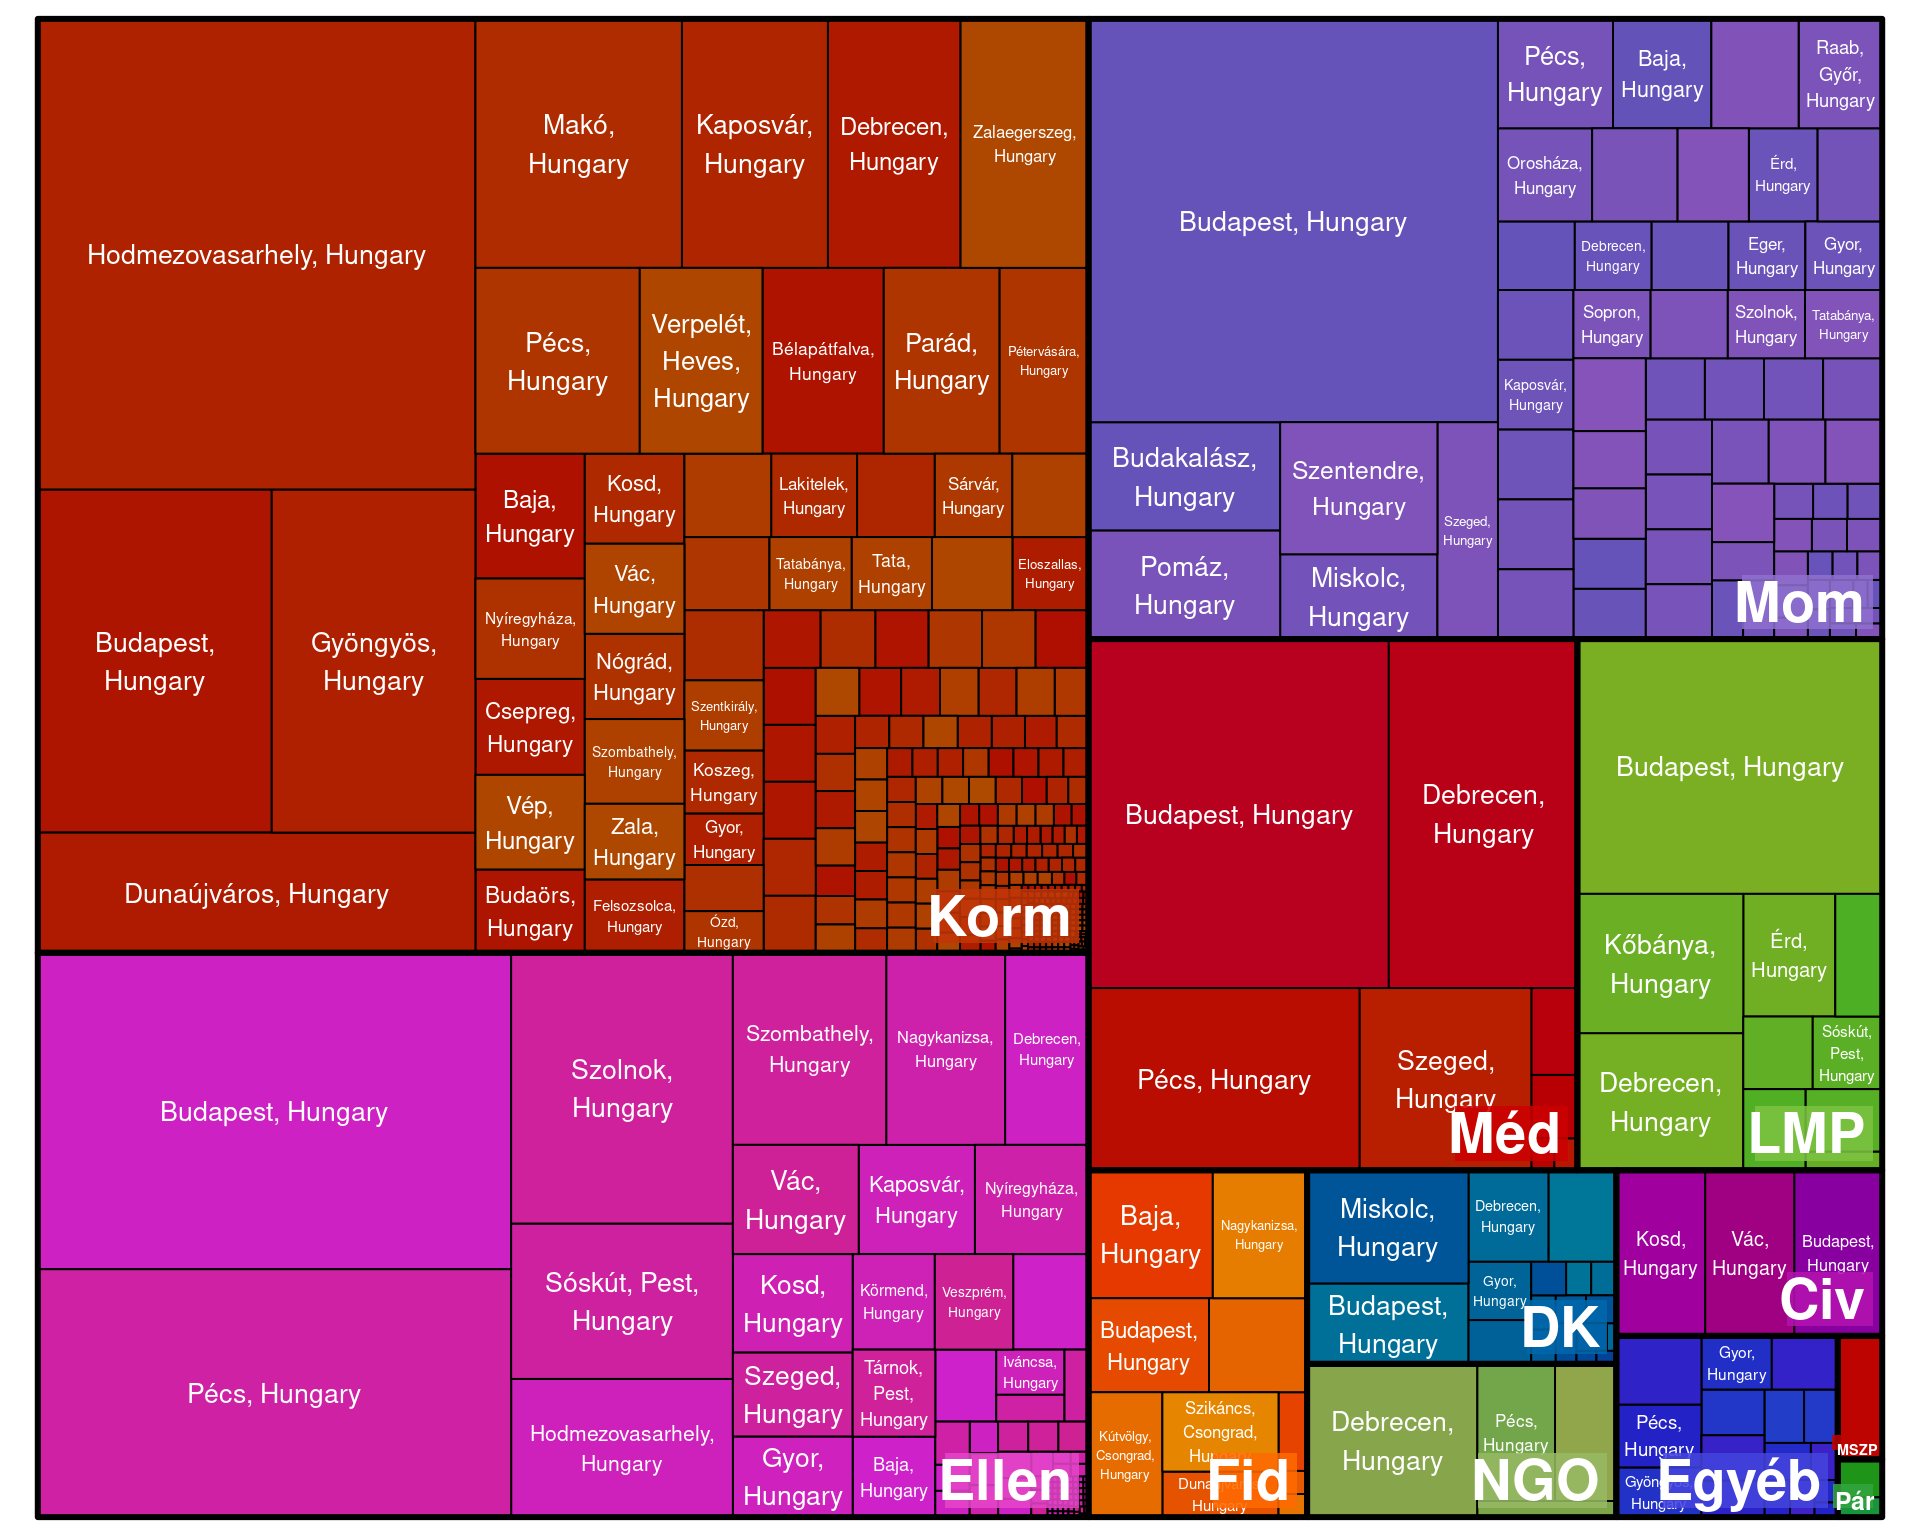 Hodmezovasarhely, Hungary
Budapest,
Hungary
Gyöngyös,
Hungary
Dunaújváros, Hungary
Makó,
Hungary
Kaposvár,
Hungary
Debrecen,
Hungary
Zalaegerszeg,
Hungary
Pécs,
Hungary
Verpelét,
Heves,
Hungary
Bélapátfalva,
Hungary
Parád,
Hungary
Pétervására,
Hungary
Baja,
Hungary
Nyíregyháza,
Hungary
Csepreg,
Hungary
Vép,
Hungary
Budaörs,
Hungary
Kosd,
Hungary
Vác,
Hungary
Nógrád,
Hungary
Szombathely,
Hungary
Zala,
Hungary
Felsozsolca,
Hungary
Lakitelek,
Hungary
Sárvár,
Hungary
Tatabánya,
Hungary
Tata,
Hungary
Eloszallas,
Hungary
Szentkirály,
Hungary
Koszeg,
Hungary
Gyor,
Hungary
Ózd,
Hungary
Korm
Budapest, Hungary
Pécs, Hungary
Szolnok,
Hungary
Sóskút, Pest,
Hungary
Hodmezovasarhely,
Hungary
Szombathely,
Hungary
Nagykanizsa,
Hungary
Debrecen,
Hungary
Vác,
Hungary
Kaposvár,
Hungary
Nyíregyháza,
Hungary
Kosd,
Hungary
Körmend,
Hungary
Veszprém,
Hungary
Szeged,
Hungary
Tárnok,
Pest,
Hungary
Iváncsa,
Hungary
Gyor,
Hungary
Baja,
Hungary
Ellen
Budapest, Hungary
Budakalász,
Hungary
Pomáz,
Hungary
Szentendre,
Hungary
Miskolc,
Hungary
Szeged,
Hungary
Pécs,
Hungary
Baja,
Hungary
Raab,
Győr,
Hungary
Orosháza,
Hungary
Érd,
Hungary
Debrecen,
Hungary
Eger,
Hungary
Gyor,
Hungary
Sopron,
Hungary
Szolnok,
Hungary
Tatabánya,
Hungary
Kaposvár,
Hungary
Mom
Budapest, Hungary
Debrecen,
Hungary
Pécs, Hungary
Szeged,
Hungary
Méd
Budapest, Hungary
Kőbánya,
Hungary
Érd,
Hungary
Debrecen,
Hungary
Sóskút,
Pest,
Hungary
LMP
Baja,
Hungary
Nagykanizsa,
Hungary
Budapest,
Hungary
Kútvölgy,
Csongrad,
Hungary
Szikáncs,
Csongrad,
Hungary
Hungary
Fid
Miskolc,
Hungary
Budapest,
Hungary
Debrecen,
Hungary
Gyor,
Hungary
DK
Debrecen,
Hungary
Pécs,
Hungary
NGO
Kosd,
Hungary
Vác,
Hungary
Budapest,
Hungary
Civ
Gyor,
Hungary
Pécs,
Hungary
Hungary
Egyéb
MSZP
Pár